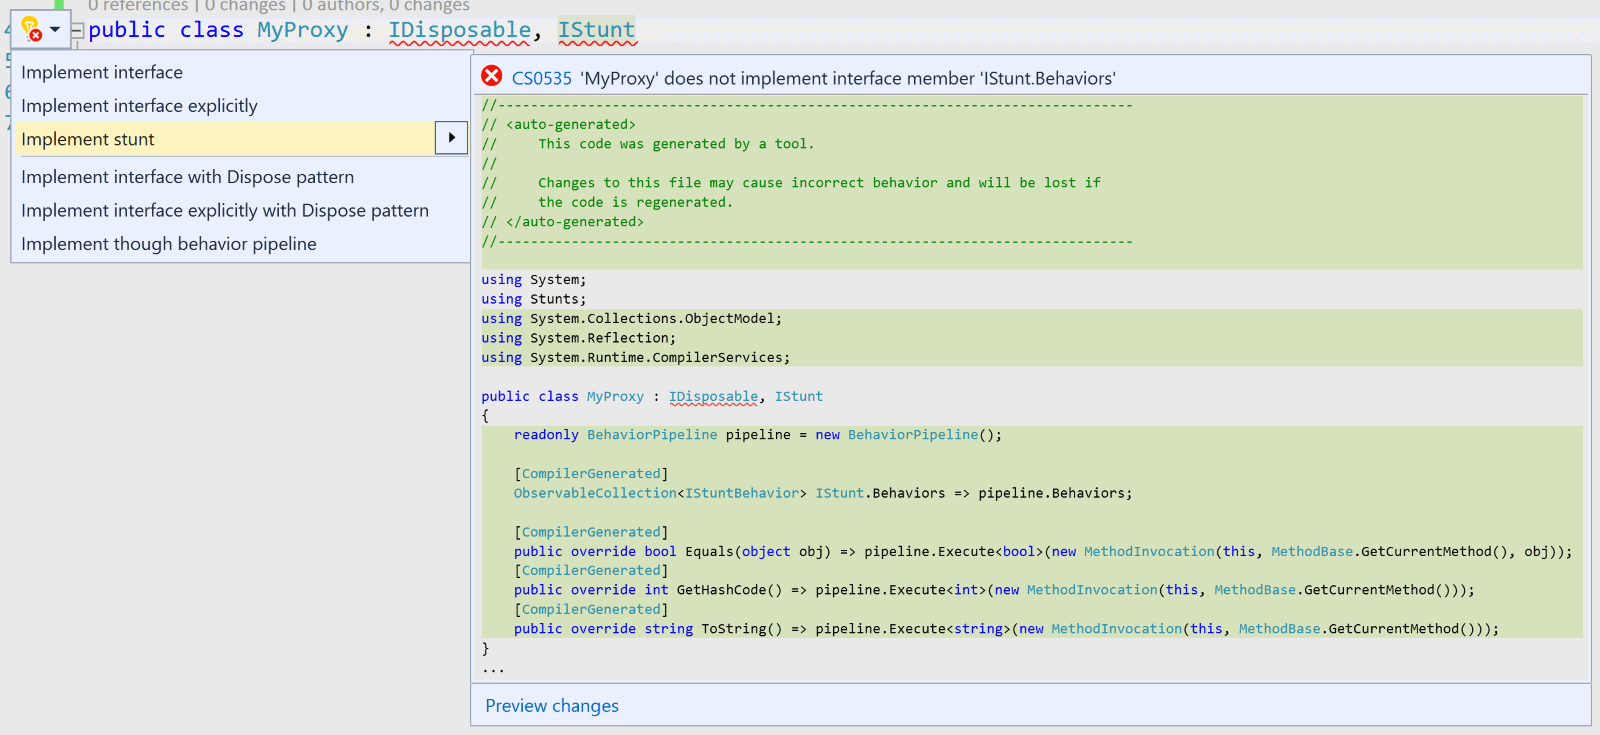 0 references | 0 changes | 0 authors, 0 changes
public class MyProxy : IDisposable, IStunt
Implement interface
Implement interface explicitly
Implement stunt
Implement interface with Dispose pattern
Implement interface explicitly with Dispose pattern
Implement though behavior pipeline
CS0535 'MyProxy' does not implement interface member 'IStunt.Behaviors'
//------------------------------------------------------------------------------
// <auto-generated>
//     This code was generated by a tool.
//
//     Changes to this file may cause incorrect behavior and will be lost if
//     the code is regenerated.
// </auto-generated>
//------------------------------------------------------------------------------
using System;
using Stunts;
using System.Collections.ObjectModel;
using System.Reflection;
using System.Runtime.CompilerServices;
public class MyProxy : IDisposable, IStunt
{
    readonly BehaviorPipeline pipeline = new BehaviorPipeline();
    [CompilerGenerated]
    ObservableCollection<IStuntBehavior> IStunt.Behaviors => pipeline.Behaviors;
    [CompilerGenerated]
    public override bool Equals(object obj) => pipeline.Execute<bool>(new MethodInvocation(this, MethodBase.GetCurrentMethod(), obj));
    [CompilerGenerated]
    public override int GetHashCode() => pipeline.Execute<int>(new MethodInvocation(this, MethodBase.GetCurrentMethod()));
    [CompilerGenerated]
    public override string ToString() => pipeline.Execute<string>(new MethodInvocation(this, MethodBase.GetCurrentMethod()));
}
...
Preview changes